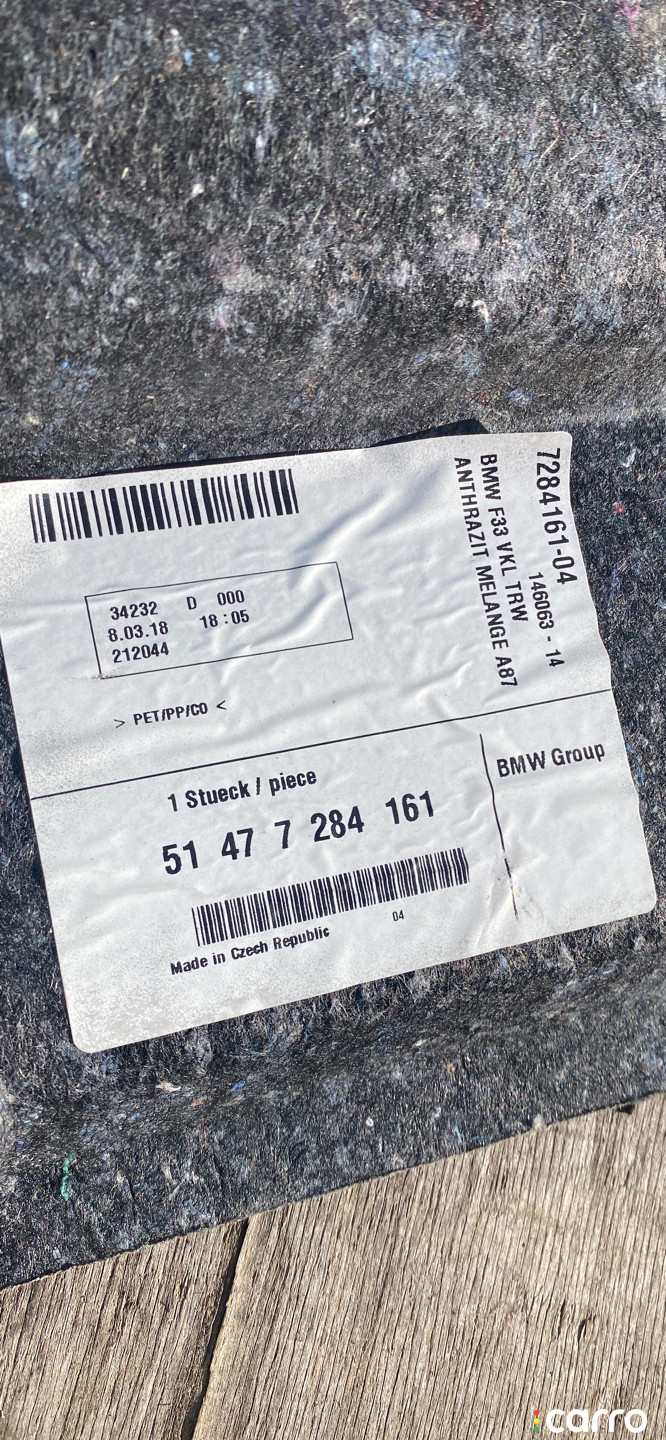 7284161-04
146063 - 14
BMW F33 VKL TRW
ANTHRAZIT MELANGE A87
34232 D 000
8.03.18 18:05
212044
> PET/PP/CO <
1 Stueck / piece
BMW Group
51 47 7 284 161
04
Made in Czech Republic
carro